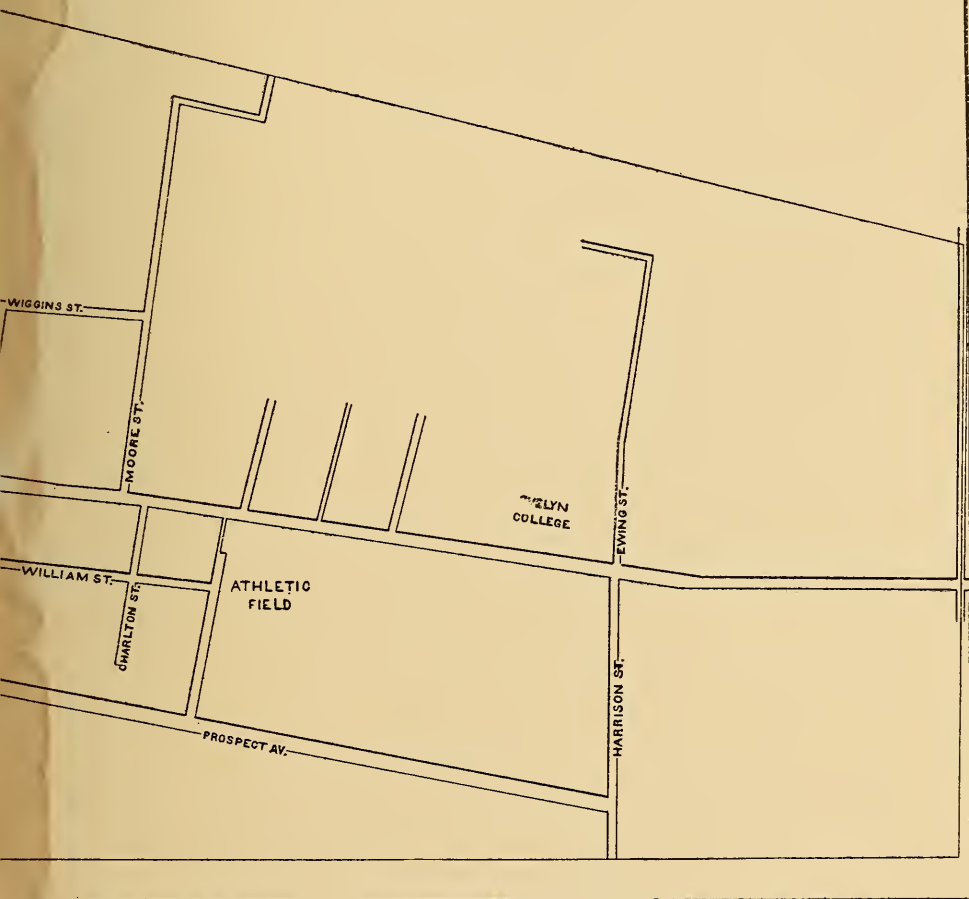 WIGGINS ST.
MOORE ST.
COLLEGE
EWING ST.
WILLIAM ST.
CHARLTON ST.
ATHLETIC
FIELD
HARRISON ST.
PROSPECT AV.